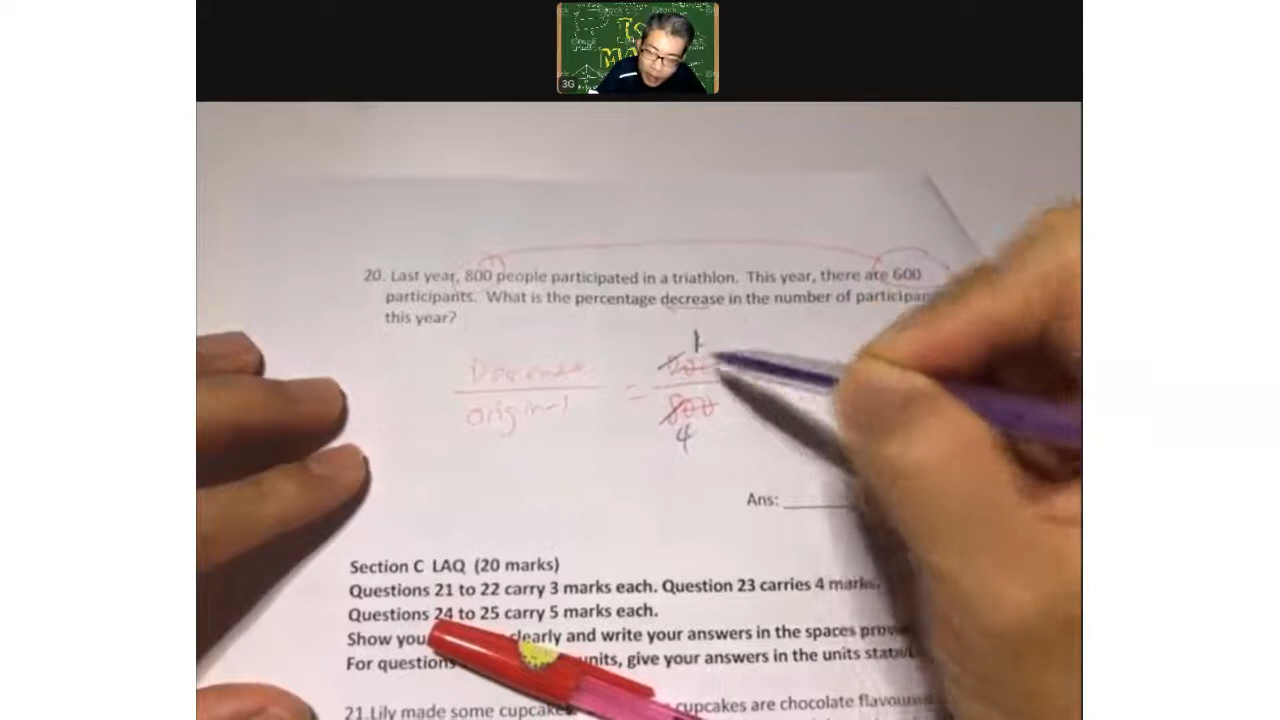 3G
20. Last year, 800 people participated in a triathlon. This year, there are 600
participants. What is the percentage decrease in the number of
this year?
1
Decrease = 200
original 800
4
Ans:
Section C LAQ (20 marks)
Questions 21 to 22 carry 3 marks each. Question 23 carries 4 marks.
Questions 24 to 25 carry 5 marks each.
Show clearly and write your answers in the spaces
For units, give your answers in the units
21. Lily made some cupcakes are chocolate